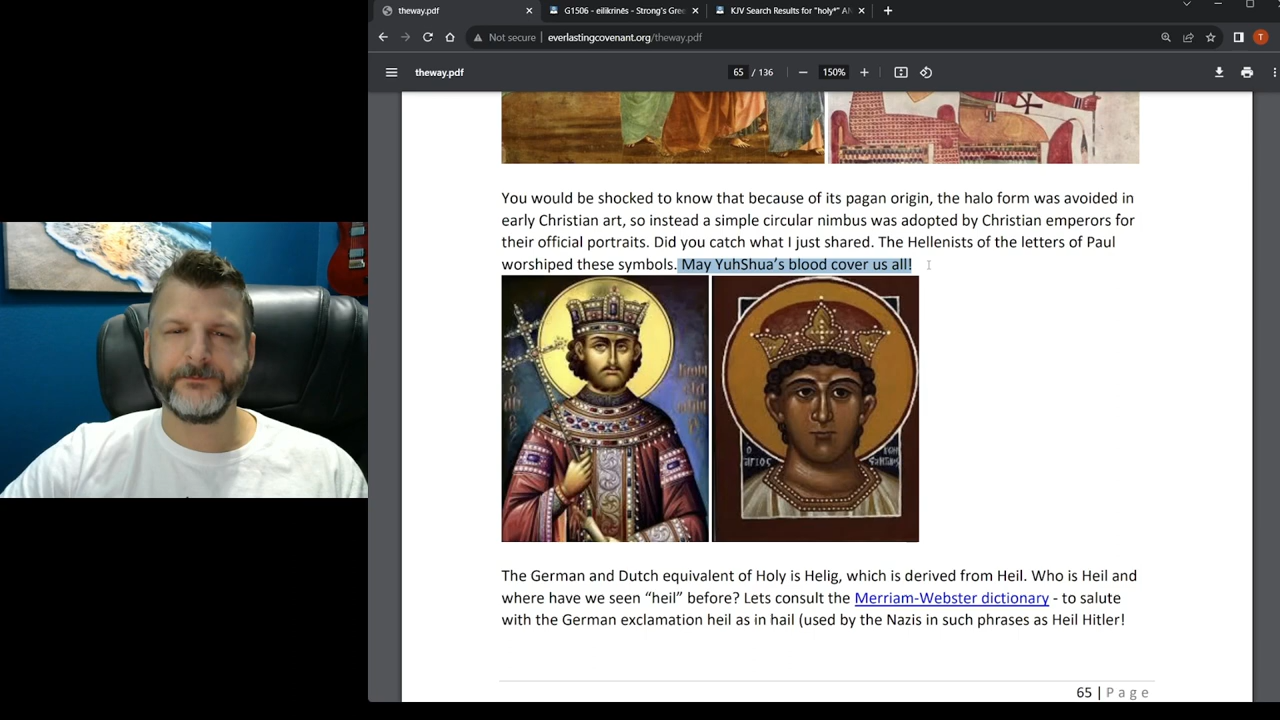 theway.pdf
G1506 - eilikrinēs - Strong's Gre
KJV Search Results for "holy*"
Not secure
everlastingcovenant.org/theway.pdf
T
theway.pdf
65 / 136
150%
You would be shocked to know that because of its pagan origin, the halo form was avoided in
early Christian art, so instead a simple circular nimbus was adopted by Christian emperors for
their official portraits. Did you catch what I just shared. The Hellenists of the letters of Paul
worshiped these symbols. May YuhShua’s blood cover us all!
The German and Dutch equivalent of Holy is Helig, which is derived from Heil. Who is Heil and
where have we seen “heil” before? Lets consult the Merriam-Webster dictionary - to salute
with the German exclamation heil as in hail (used by the Nazis in such phrases as Heil Hitler!
65 | Page